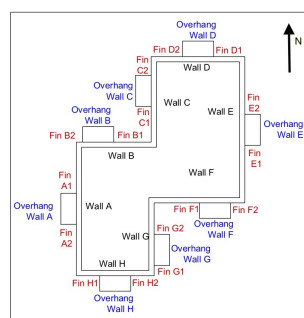 Overhang
Wall D
Fin D2
Fin D1
N
Wall D
Fin
C2
Overhang
Wall C
Wall C
Wall E
Fin
E2
Overhang
Wall B
Fin
C1
Fin B2
Fin B1
Overhang
Wall E
Wall B
Fin
E1
Wall F
Fin
A1
Overhang
Wall A
Wall A
Fin F1
Fin F2
Overhang
Wall F
Fin
A2
Wall G
Fin G2
Overhang
Wall G
Wall H
Fin G1
Fin H1
Fin H2
Overhang
Wall H